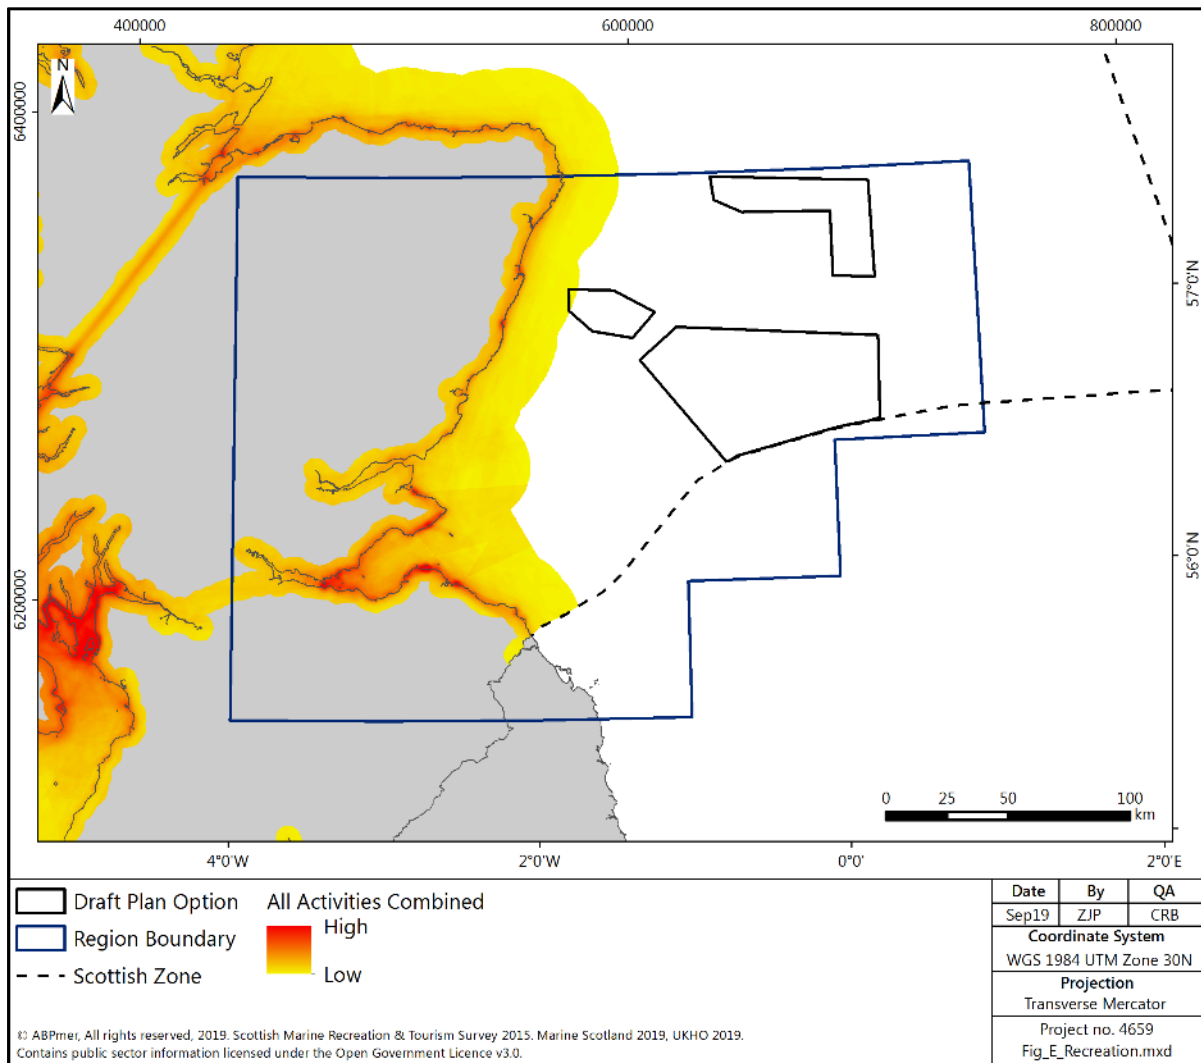 400000 600000 800000
N
6400000
57°0'N
56°0'N
6200000
0 25 50 100
km
4°0'W 2°0'W 0°0' 2°0'E
Draft Plan Option
Region Boundary
Scottish Zone
All Activities Combined
High
Low
Date By QA
Sep19 ZJP CRB
Coordinate System
WGS 1984 UTM Zone 30N
Projection
Transverse Mercator
Project no. 4659
Fig_E_Recreation.mxd
© ABPmer, All rights reserved, 2019. Scottish Marine Recreation & Tourism Survey 2015. Marine Scotland 2019, UKHO 2019.
Contains public sector information licensed under the Open Government Licence v3.0.